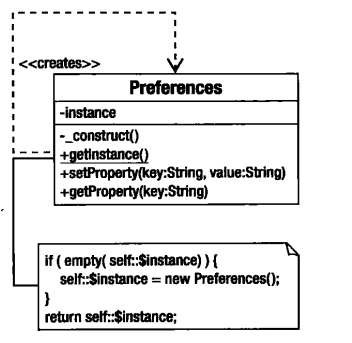 <<creates>>
Preferences
-instance
-_construct()
+getInstance()
+setProperty(key:String, value:String)
+getProperty(key:String)
if ( empty( self::$instance) ) {
self::$instance = new Preferences();
}
return self::$instance;